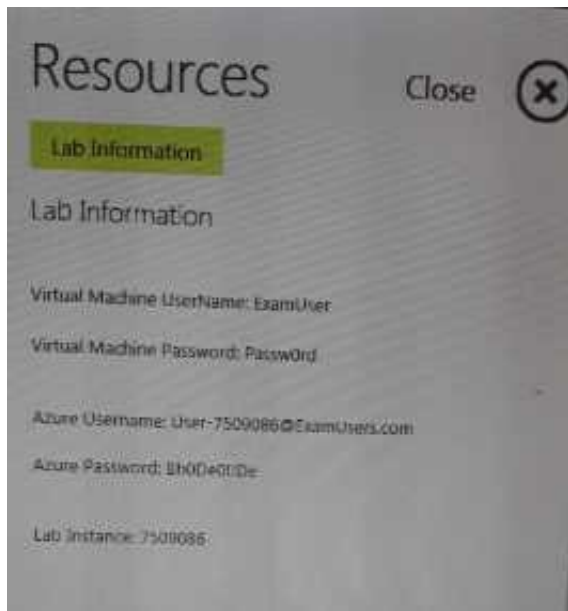 Resources
Close
Lab Information
Lab Information
Virtual Machine UserName: ExamUser
Virtual Machine Password: Passw0rd
Azure Username: User-7509086@ExamUsers.com
Azure Password:
Lab Instance: 7509086